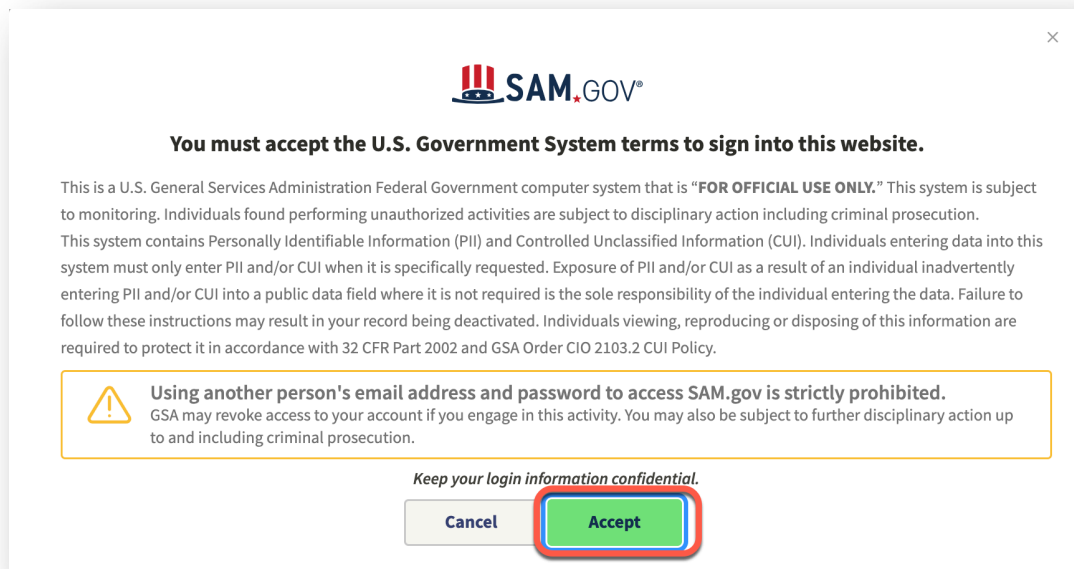 SAM.GOV®
You must accept the U.S. Government System terms to sign into this website.
This is a U.S. General Services Administration Federal Government computer system that is “FOR OFFICIAL USE ONLY.” This system is subject
to monitoring. Individuals found performing unauthorized activities are subject to disciplinary action including criminal prosecution.
This system contains Personally Identifiable Information (PII) and Controlled Unclassified Information (CUI). Individuals entering data into this
system must only enter PII and/or CUI when it is specifically requested. Exposure of PII and/or CUI as a result of an individual inadvertently
entering PII and/or CUI into a public data field where it is not required is the sole responsibility of the individual entering the data. Failure to
follow these instructions may result in your record being deactivated. Individuals viewing, reproducing or disposing of this information are
required to protect it in accordance with 32 CFR Part 2002 and GSA Order CIO 2103.2 CUI Policy.
Using another person's email address and password to access SAM.gov is strictly prohibited.
GSA may revoke access to your account if you engage in this activity. You may also be subject to further disciplinary action up
to and including criminal prosecution.
Keep your login information confidential.
Cancel Accept